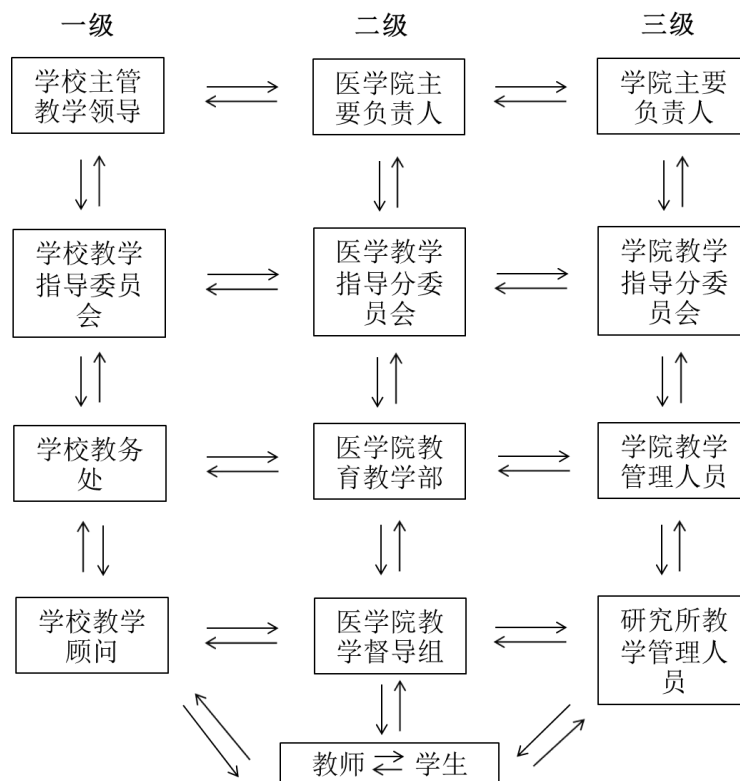 一级 二级 三级
学校主管 医学院主 学院主要
教学领导 要负责人 负责人
学校教学 医学教学 学院教学
指导委员 指导分委 指导分委
会 员会 员会
学校教务 医学院教 学院教学
处 育教学部 管理人员
学校教学 医学院教 研究所教
顾问 学督导组 学管理人
员
教师 学生